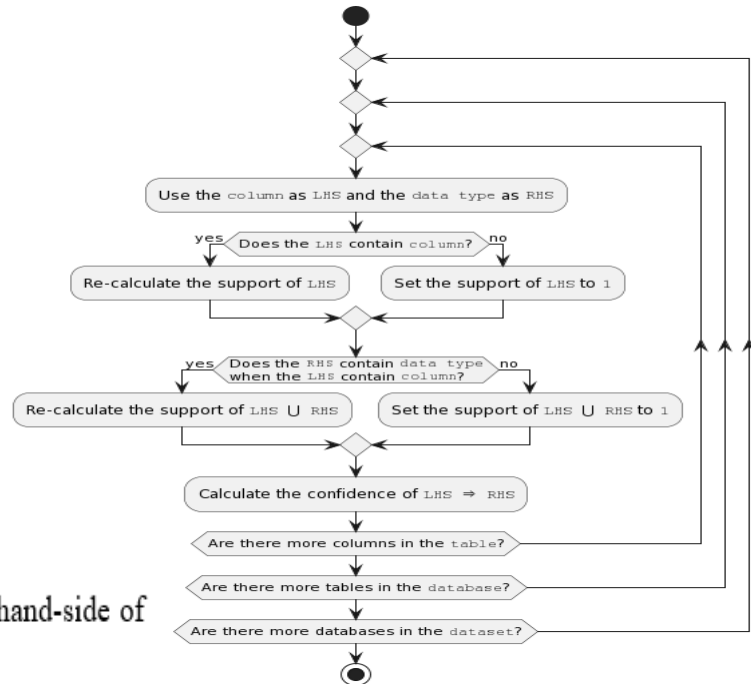 Use the column as LHS and the data type as RHS
yes
Does the LHS contain column?
no
Re-calculate the support of LHS
Set the support of LHS to 1
yes
Does the RHS contain data type
when the LHS contain column?
no
Re-calculate the support of LHS ∪ RHS
Set the support of LHS ∪ RHS to 1
Calculate the confidence of LHS ⇒ RHS
Are there more columns in the table?
Are there more tables in the database?
hand-side of
Are there more databases in the dataset?